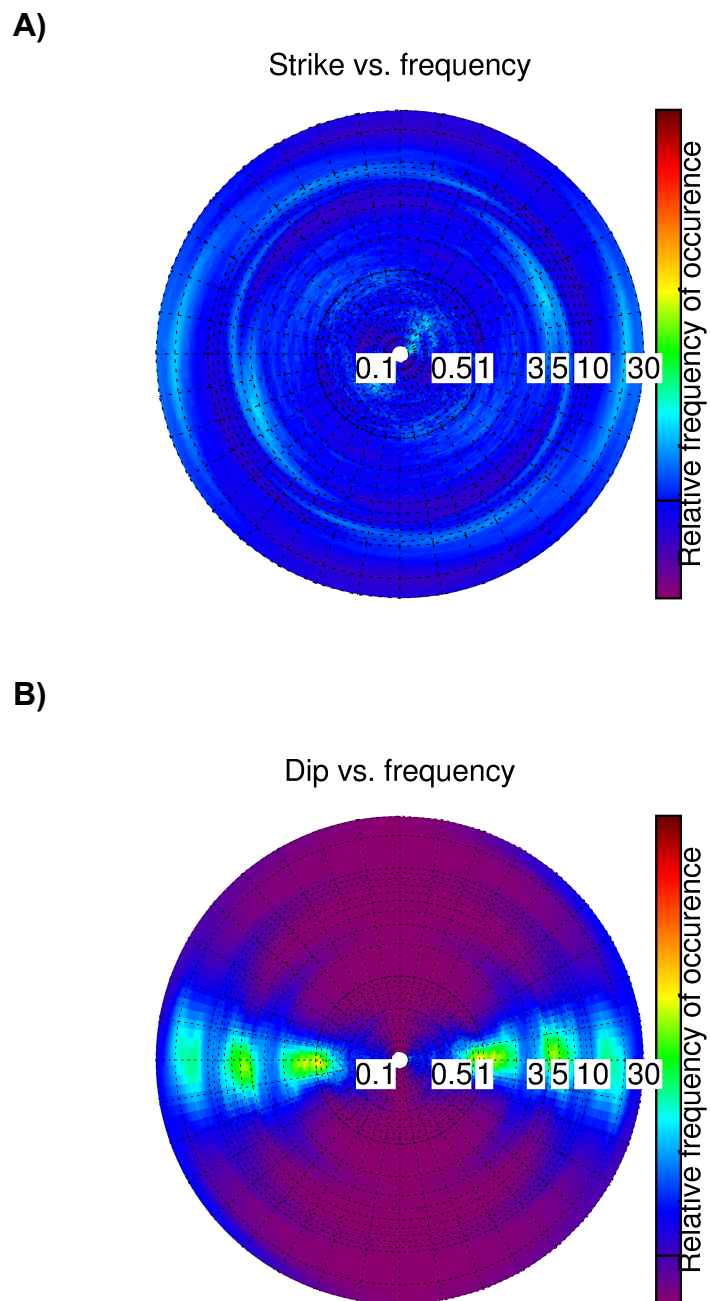 A)
Strike vs. frequency
0.1 0.5 1 3 5 10 30
Relative frequency of occurence
B)
Dip vs. frequency
0.1 0.5 1 3 5 10 30
Relative frequency of occurence